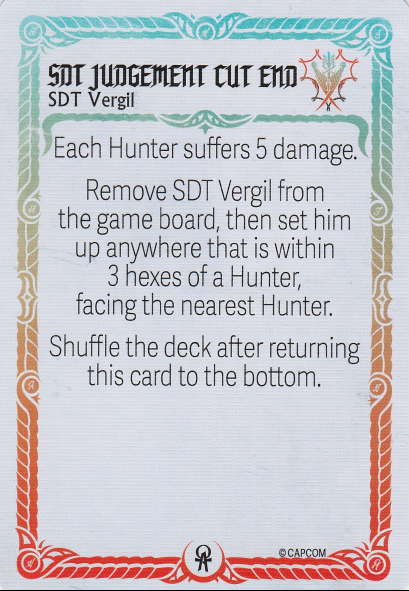 SDT JUDGEMENT CUT END
SDT Vergil
Each Hunter suffers 5 damage.
Remove SDT Vergil from
the game board, then set him
up anywhere that is within
3 hexes of a Hunter,
facing the nearest Hunter.
Shuffle the deck after returning
this card to the bottom.
©CAPCOM